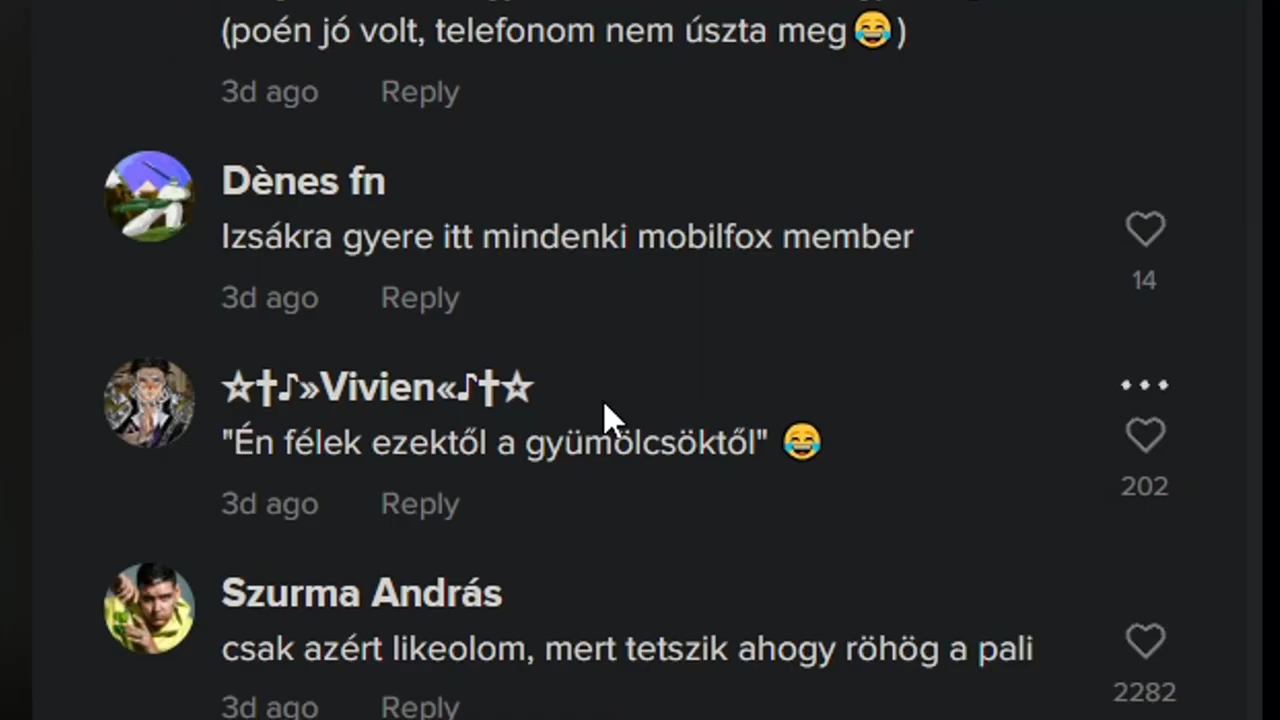 (poén jó volt, telefonom nem úszta meg😂)
3d ago Reply
Dènes fn
Izsákra gyere itt mindenki mobilfox member
14
3d ago Reply
☆†♪»Vivien«♪†☆
"Én félek ezektől a gyümölcsöktől" 😂
202
3d ago Reply
Szurma András
csak azért likeolom, mert tetszik ahogy röhög a pali
2282
3d ago Reply